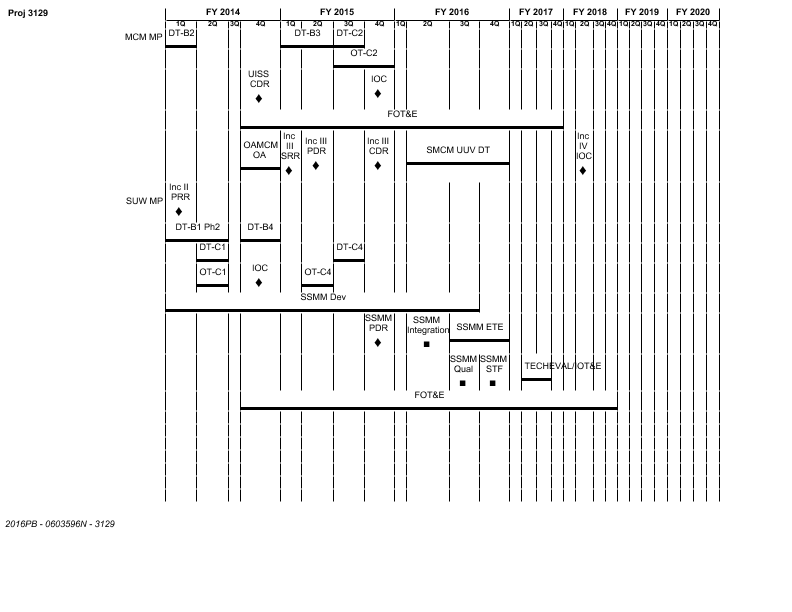 Proj 3129
FY 2014 FY 2015 FY 2016 FY 2017 FY 2018 FY 2019 FY 2020
1Q 2Q 3Q 4Q 1Q 2Q 3Q 4Q 1Q 2Q 3Q 4Q 1Q 2Q 3Q 4Q 1Q 2Q 3Q 4Q 1Q 2Q 3Q 4Q 1Q 2Q 3Q 4Q
MCM MP DT-B2 DT-B3 DT-C2
OT-C2
UISS
CDR
IOC
FOT&E
OAMCM
OA
Inc
III
SRR
Inc III
PDR
Inc III
CDR
SMCM UUV DT
Inc
IV
IOC
SUW MP
Inc II
PRR
DT-B1 Ph2 DT-B4
DT-C1 DT-C4
OT-C1 IOC OT-C4
SSMM Dev
SSMM
PDR
SSMM
Integration
SSMM ETE
SSMM
Qual
SSMM
STF
TECHEVAL/IOT&E
FOT&E
2016PB - 0603596N - 3129